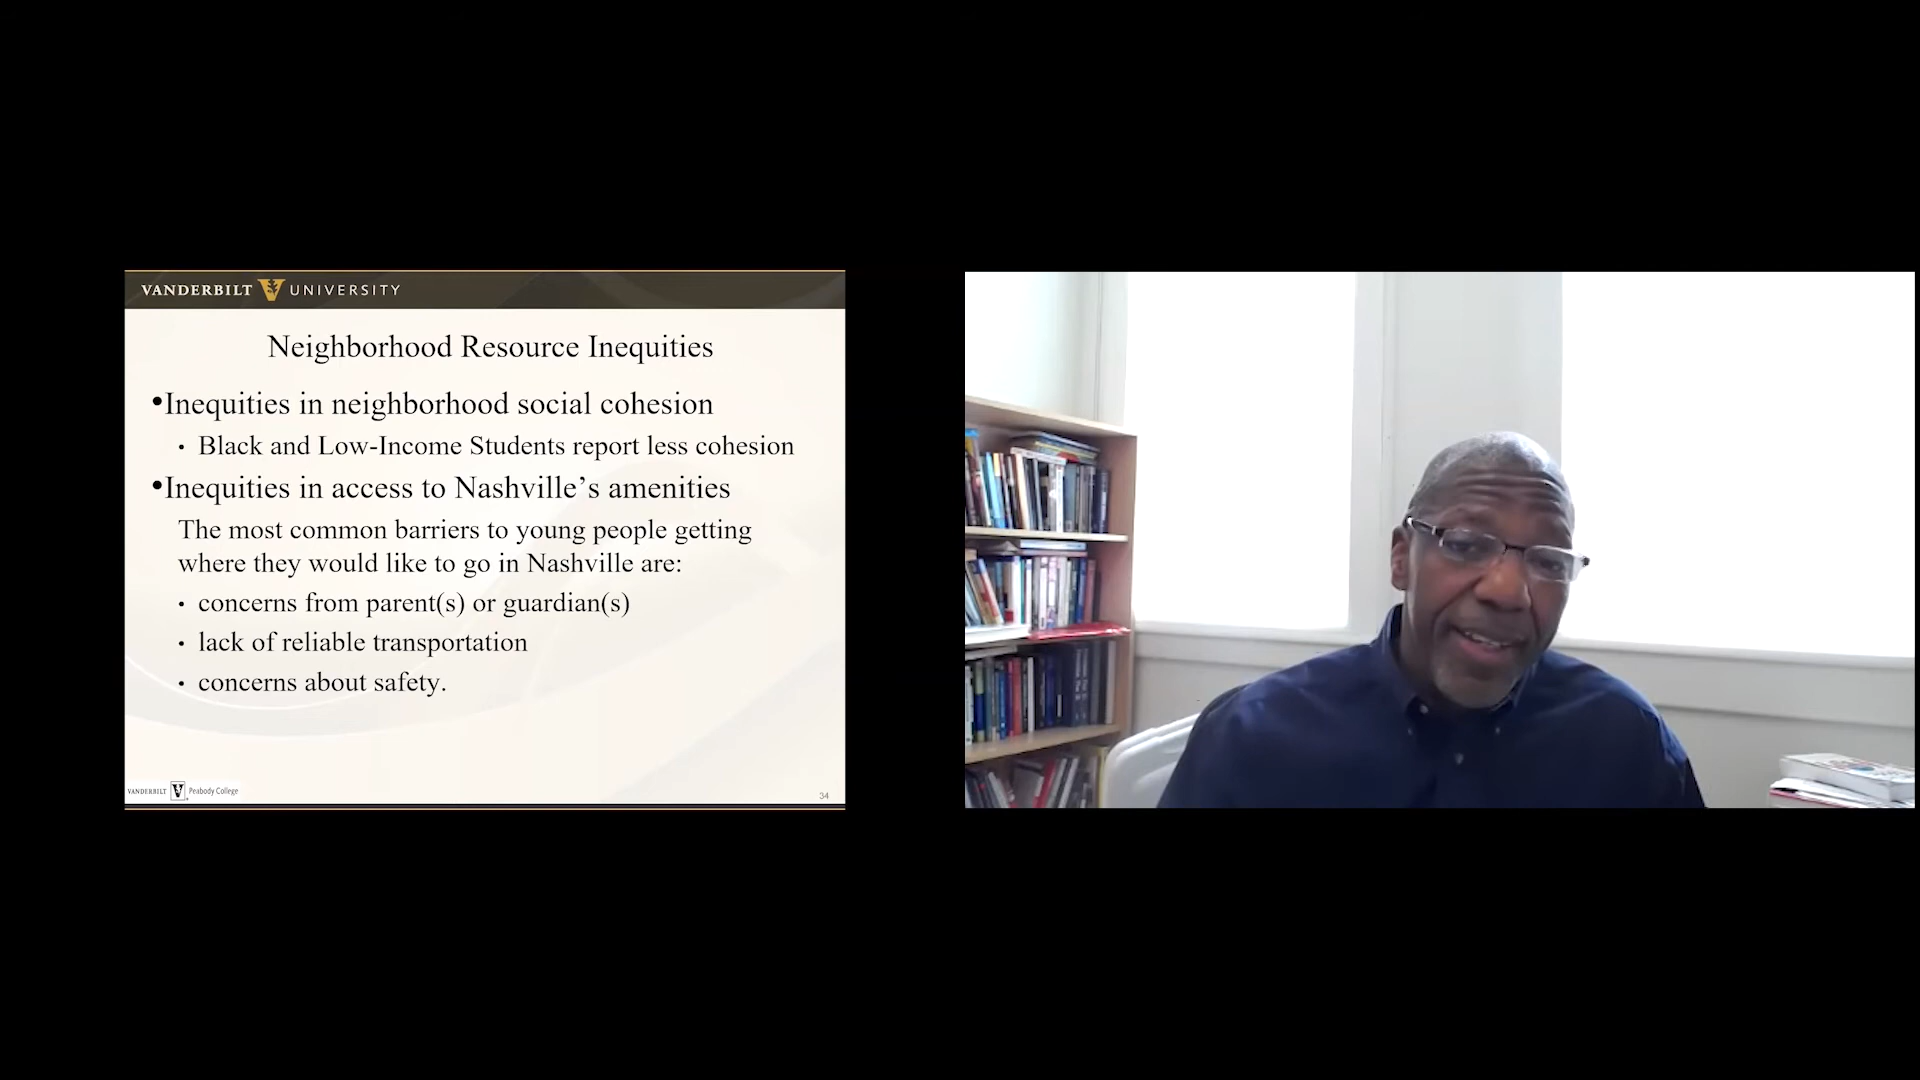 VANDERBILT UNIVERSITY
Neighborhood Resource Inequities
•Inequities in neighborhood social cohesion
• Black and Low-Income Students report less cohesion
•Inequities in access to Nashville’s amenities
The most common barriers to young people getting
where they would like to go in Nashville are:
• concerns from parent(s) or guardian(s)
• lack of reliable transportation
• concerns about safety.
VANDERBILT Peabody College
34